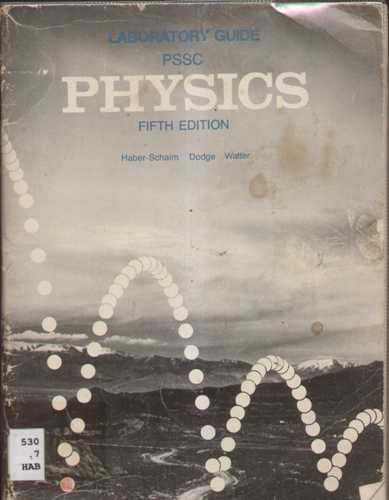 LABORATORY GUIDE
PSSC
PHYSICS
FIFTH EDITION
Haber-Schaim Dodge Walter
530
.7
HAB